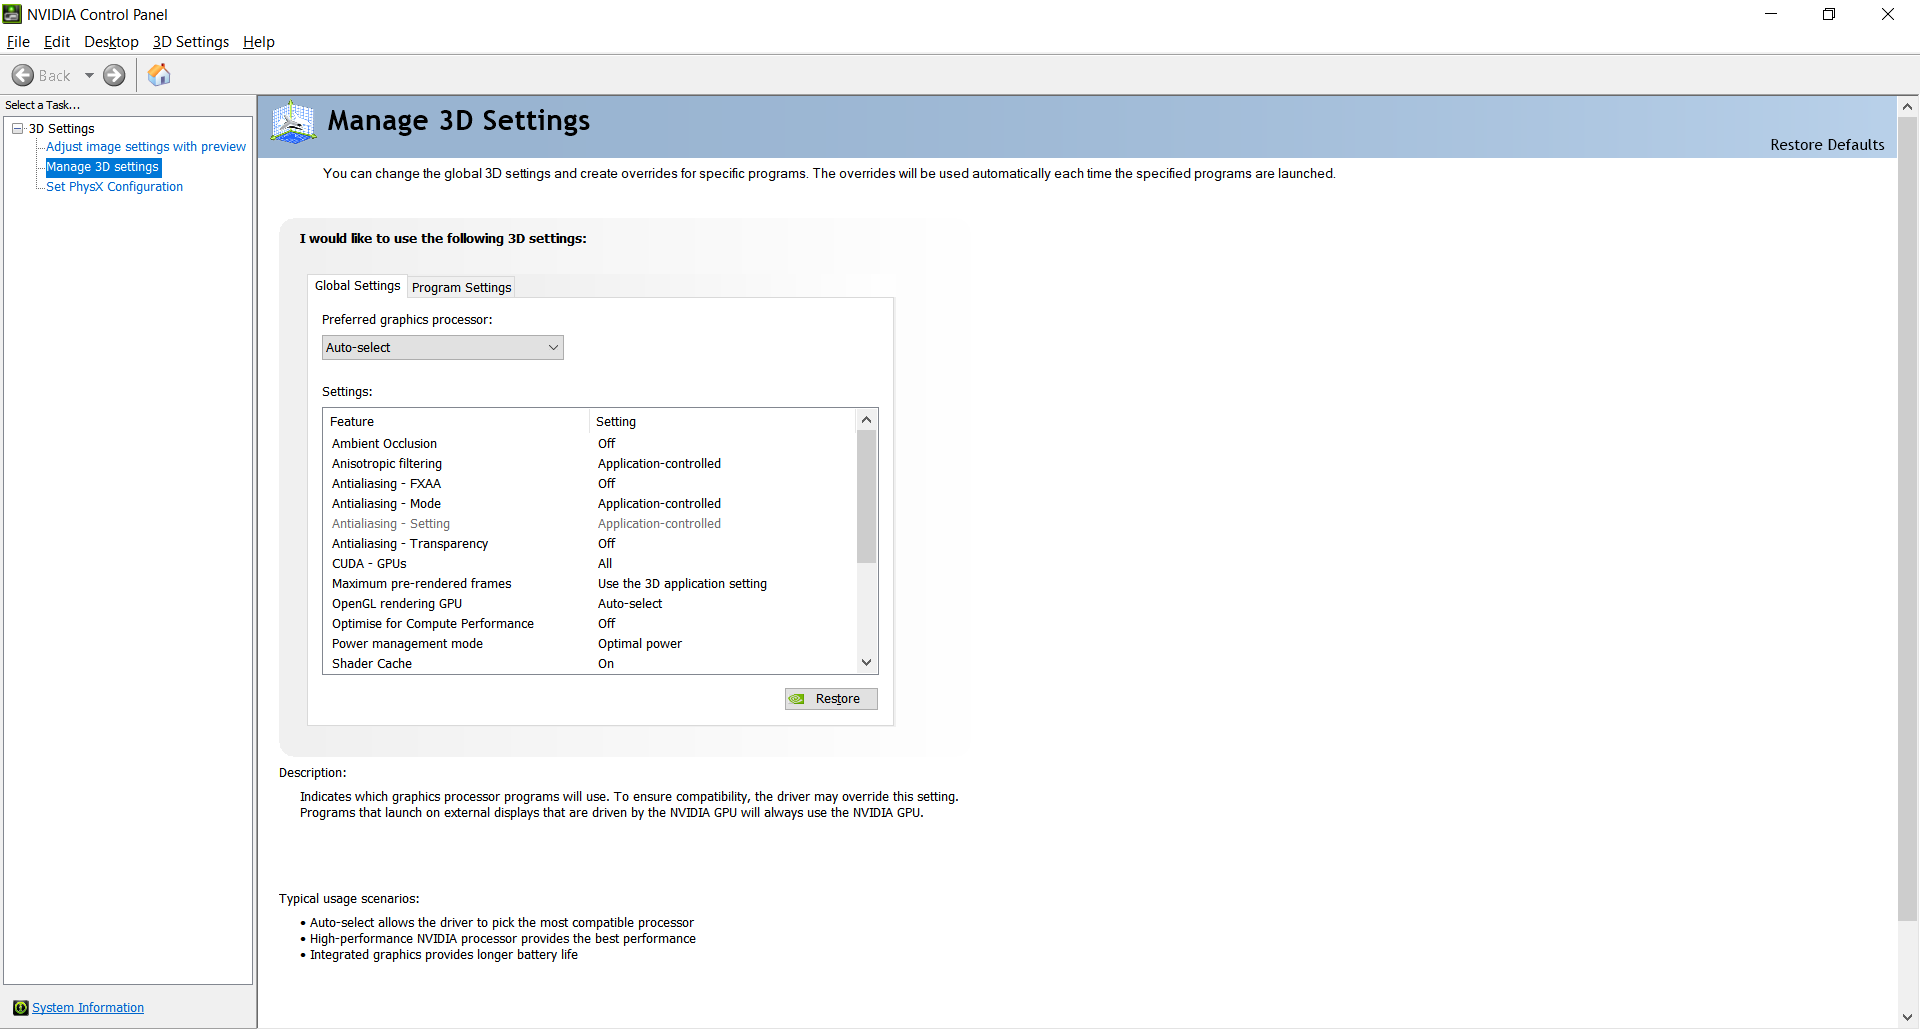 NVIDIA Control Panel
File Edit Desktop 3D Settings Help
Back
Select a Task...
3D Settings
Adjust image settings with preview
Manage 3D settings
Set PhysX Configuration
System Information
Manage 3D Settings
Restore Defaults
You can change the global 3D settings and create overrides for specific programs. The overrides will be used automatically each time the specified programs are launched.
I would like to use the following 3D settings:
Global Settings Program Settings
Preferred graphics processor:
Auto-select
Settings:
Feature Setting
Ambient Occlusion Off
Anisotropic filtering Application-controlled
Antialiasing - FXAA Off
Antialiasing - Mode Application-controlled
Antialiasing - Setting Application-controlled
Antialiasing - Transparency Off
CUDA - GPUs All
Maximum pre-rendered frames Use the 3D application setting
OpenGL rendering GPU Auto-select
Optimise for Compute Performance Off
Power management mode Optimal power
Shader Cache On
Restore
Description:
Indicates which graphics processor programs will use. To ensure compatibility, the driver may override this setting.
Programs that launch on external displays that are driven by the NVIDIA GPU will always use the NVIDIA GPU.
Typical usage scenarios:
• Auto-select allows the driver to pick the most compatible processor
• High-performance NVIDIA processor provides the best performance
• Integrated graphics provides longer battery life